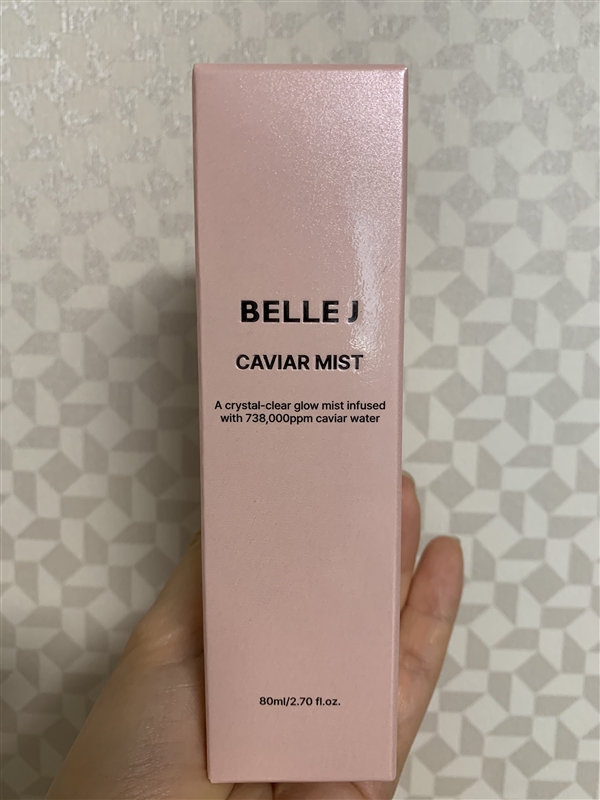 BELLE J
CAVIAR MIST
A crystal-clear glow mist infused
with 738,000ppm caviar water
80ml/2.70 fl.oz.